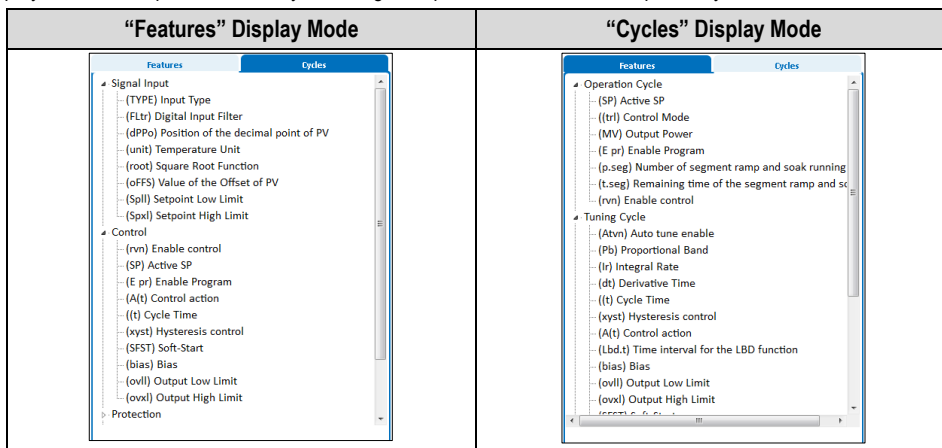 “Features” Display Mode
“Cycles” Display Mode
Features
Cycles
Signal Input
(TYPE) Input Type
(FLtr) Digital Input Filter
(dPPo) Position of the decimal point of PV
(unit) Temperature Unit
(root) Square Root Function
(oFFS) Value of the Offset of PV
(Spll) Setpoint Low Limit
(Spxl) Setpoint High Limit
Control
(rvn) Enable control
(SP) Active SP
(E pr) Enable Program
(A(t) Control action
((t) Cycle Time
(xyst) Hysteresis control
(SFST) Soft-Start
(bias) Bias
(ovll) Output Low Limit
(ovxl) Output High Limit
Protection
Features
Cycles
Operation Cycle
(SP) Active SP
((trl) Control Mode
(MV) Output Power
(E pr) Enable Program
(p.seg) Number of segment ramp and soak running
(t.seg) Remaining time of the segment ramp and
(rvn) Enable control
Tuning Cycle
(Atvn) Auto tune enable
(Pb) Proportional Band
(Ir) Integral Rate
(dt) Derivative Time
((t) Cycle Time
(xyst) Hysteresis control
(A(t) Control action
(Lbd.t) Time interval for the LBD function
(bias) Bias
(ovll) Output Low Limit
(ovxl) Output High Limit